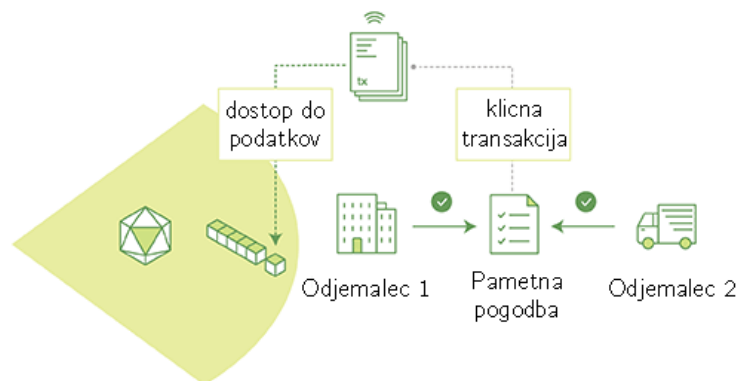 tx
dostop do
podatkov
klicna
transakcija
Odjemalec 1
Pametna
pogodba
Odjemalec 2